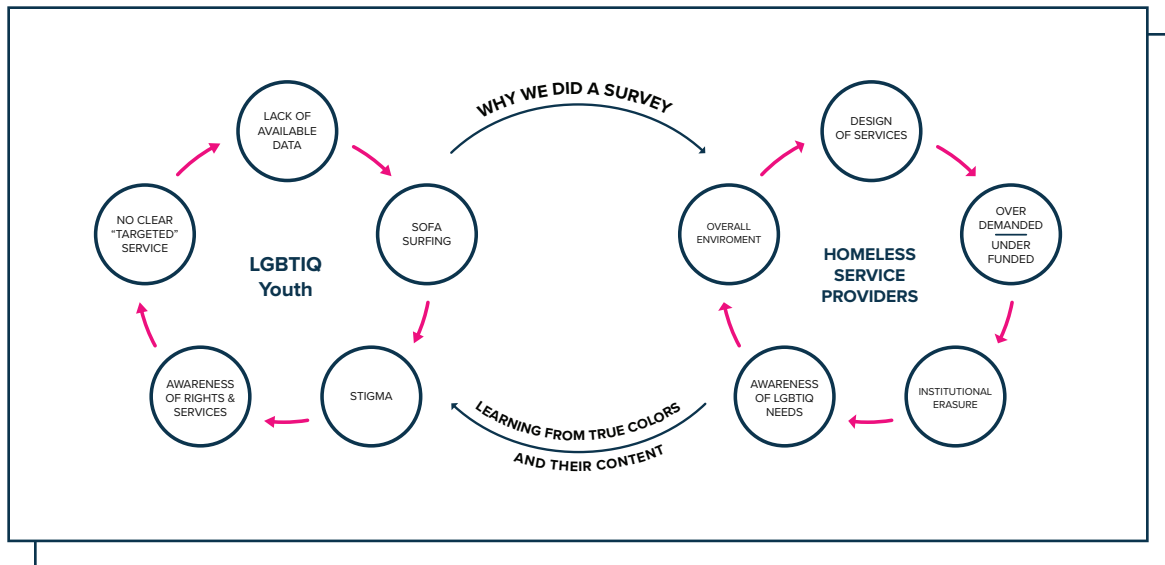 WHY WE DID A SURVEY
LACK OF
AVAILABLE
DATA
SOFA
SURFING
STIGMA
AWARENESS
OF RIGHTS &
SERVICES
NO CLEAR
“TARGETED”
SERVICE
LGBTIQ
Youth
DESIGN
OF SERVICES
OVER
DEMANDED
UNDER
FUNDED
INSTITUTIONAL
ERASURE
AWARENESS
OF LGBTIQ
NEEDS
OVERALL
ENVIROMENT
HOMELESS
SERVICE
PROVIDERS
LEARNING FROM TRUE COLORS
AND THEIR CONTENT